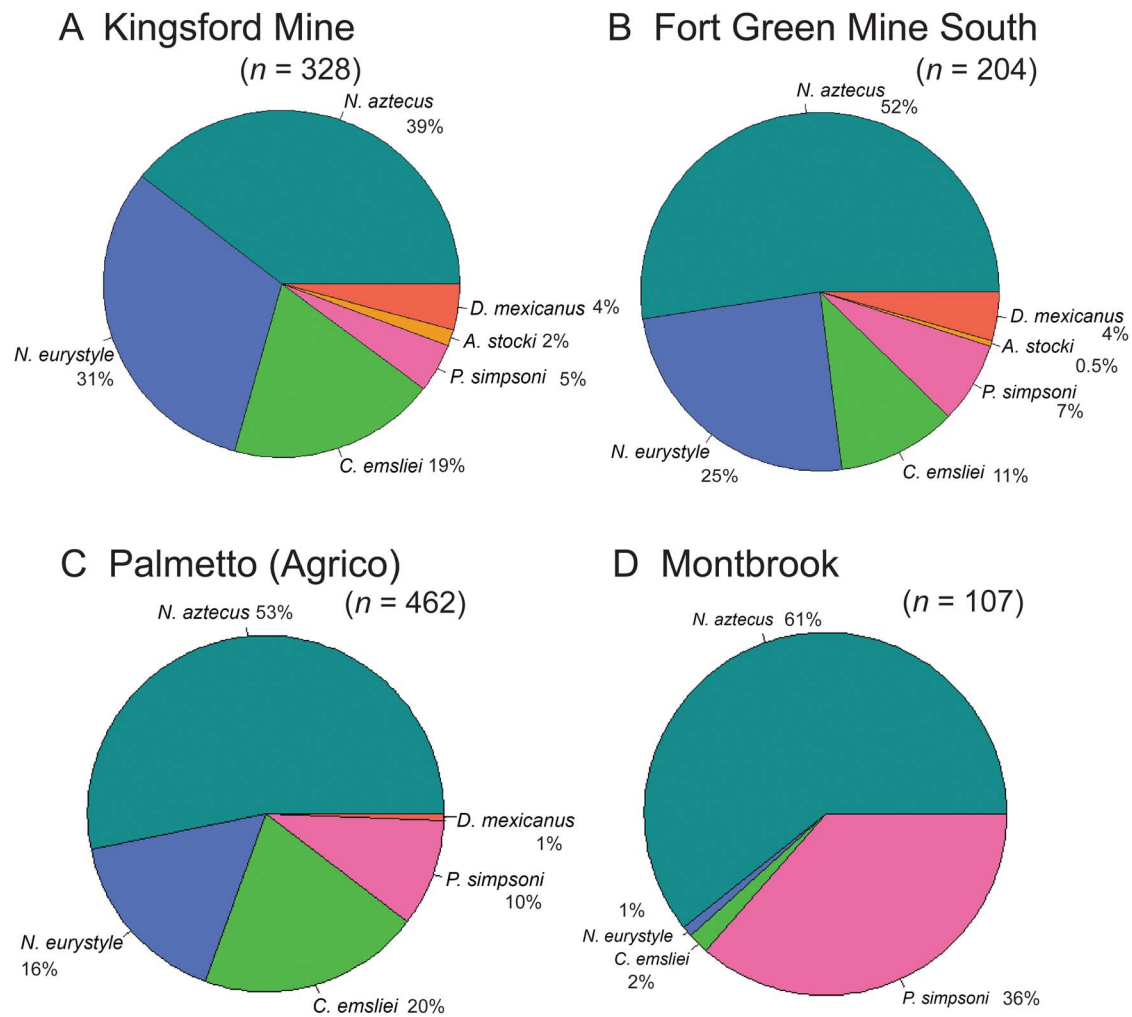 A Kingsford Mine
(n = 328)
N. aztecus
39%
D. mexicanus 4%
A. stocki 2%
P. simpsoni 5%
C. emsliei 19%
N. eurystyle
31%
B Fort Green Mine South
(n = 204)
N. aztecus
52%
D. mexicanus
4%
A. stocki
0.5%
P. simpsoni
7%
C. emsliei 11%
N. eurystyle
25%
C Palmetto (Agrico)
(n = 462)
N. aztecus 53%
D. mexicanus
1%
P. simpsoni
10%
C. emsliei 20%
N. eurystyle
16%
D Montbrook
(n = 107)
N. aztecus 61%
1%
N. eurystyle
C. emsliei
2%
P. simpsoni 36%